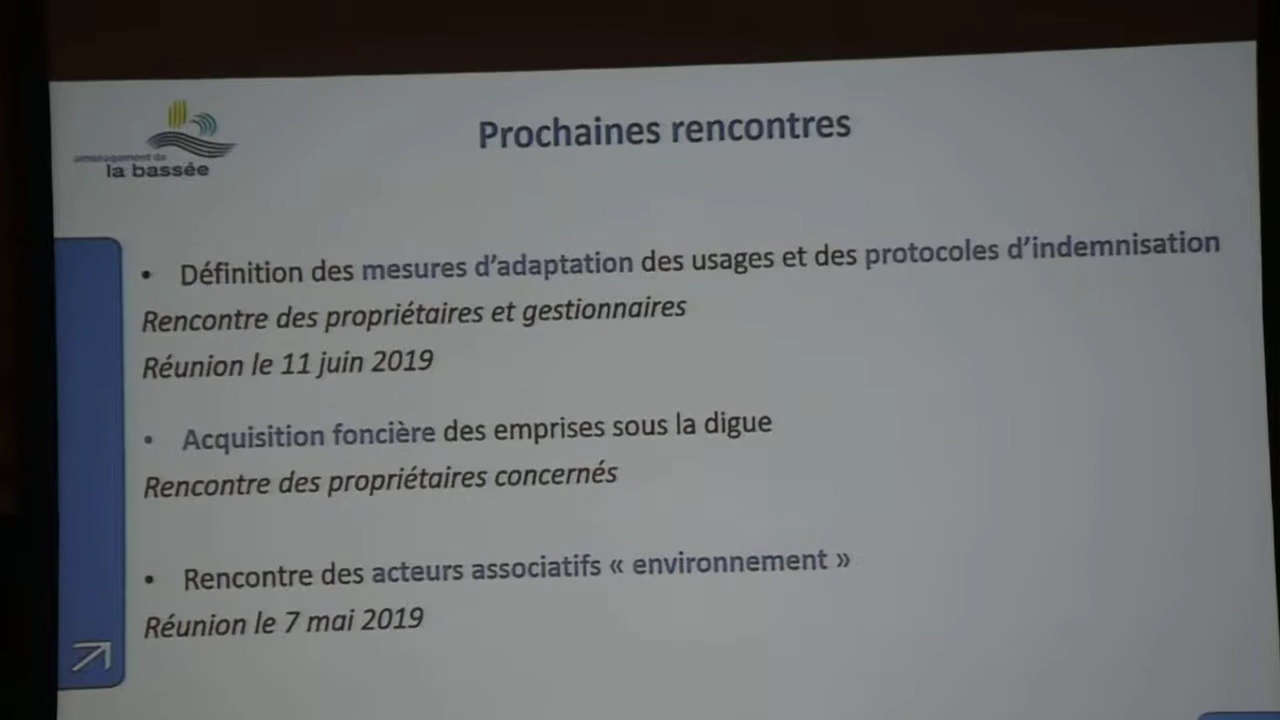 aménagement de
la bassée
Prochaines rencontres
• Définition des mesures d'adaptation des usages et des protocoles d'indemnisation
Rencontre des propriétaires et gestionnaires
Réunion le 11 juin 2019
• Acquisition foncière des emprises sous la digue
Rencontre des propriétaires concernés
• Rencontre des acteurs associatifs « environnement »
Réunion le 7 mai 2019